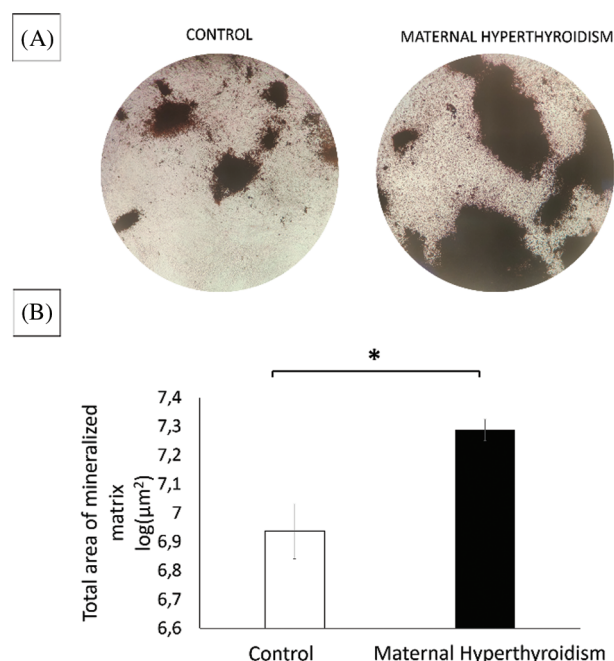 (A)
CONTROL
MATERNAL HYPERTHYROIDISM
(B)
*
Total area of mineralized
matrix
log(µm²)
7,4
7,3
7,2
7,1
7
6,9
6,8
6,7
6,6
Control
Maternal Hyperthyroidism